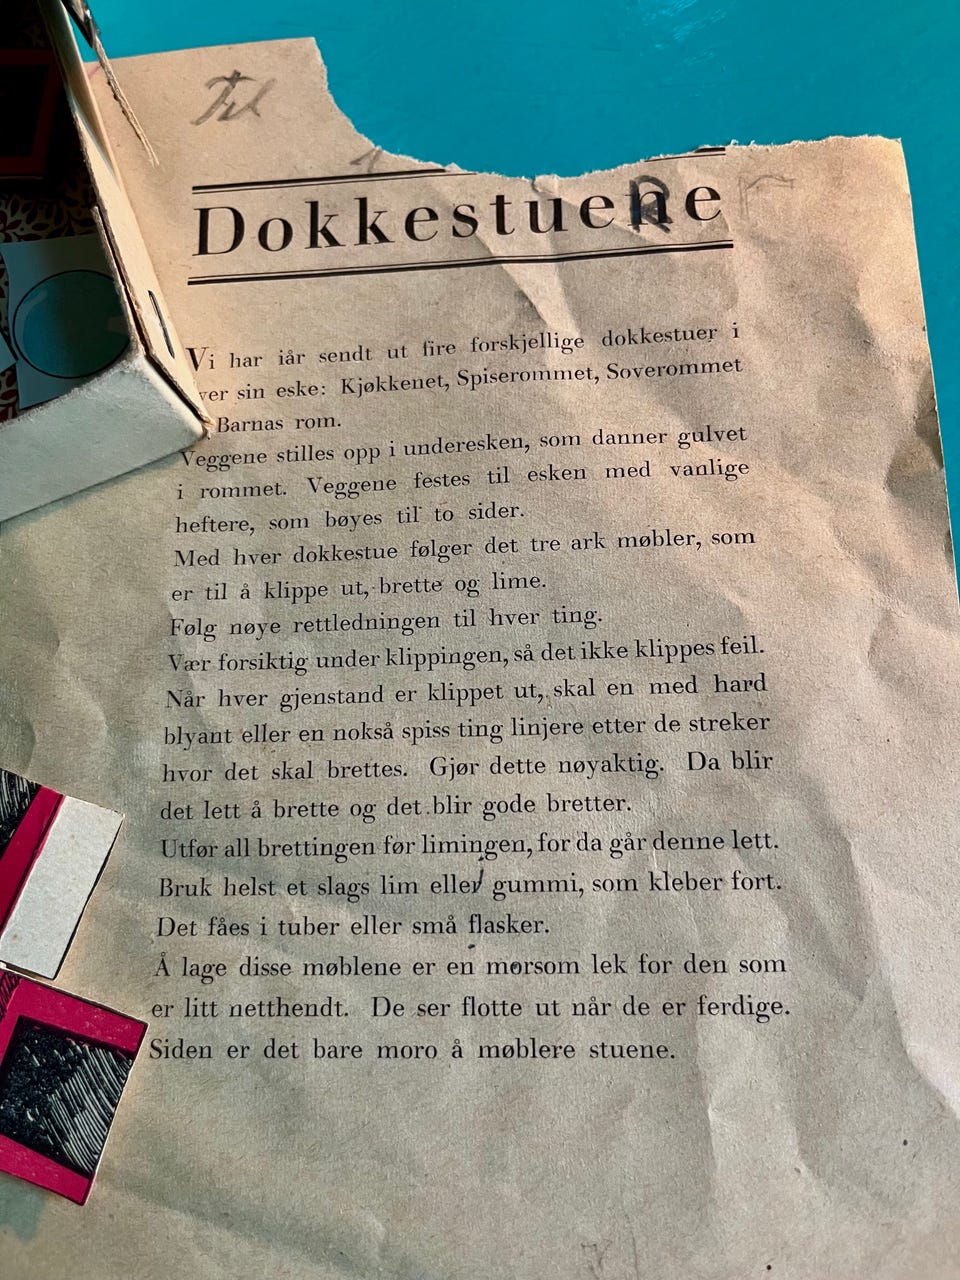 Til
Dokkestuene
Vi har iår sendt ut fire forskjellige dokkestuer i
ver sin eske: Kjøkkenet, Spiserommet, Soverommet
Barnas rom.
Veggene stilles opp i underesken, som danner gulvet
i rommet. Veggene festes til esken med vanlige
heftere, som bøyes til to sider.
Med hver dokkestue følger det tre ark møbler, som
er til å klippe ut, brette og lime.
Følg nøye rettledningen til hver ting.
Vær forsiktig under klippingen, så det ikke klippes feil.
Når hver gjenstand er klippet ut, skal en med hard
blyant eller en nokså spiss ting linjere etter de streker
hvor det skal brettes. Gjør dette nøyaktig. Da blir
det lett å brette og det blir gode bretter.
Utfør all brettingen før limingen, for da går denne lett.
Bruk helst et slags lim eller gummi, som kleber fort.
Det fåes i tuber eller små flasker.
Å lage disse møblene er en morsom lek for den som
er litt netthendt. De ser flotte ut når de er ferdige.
Siden er det bare moro å møblere stuene.